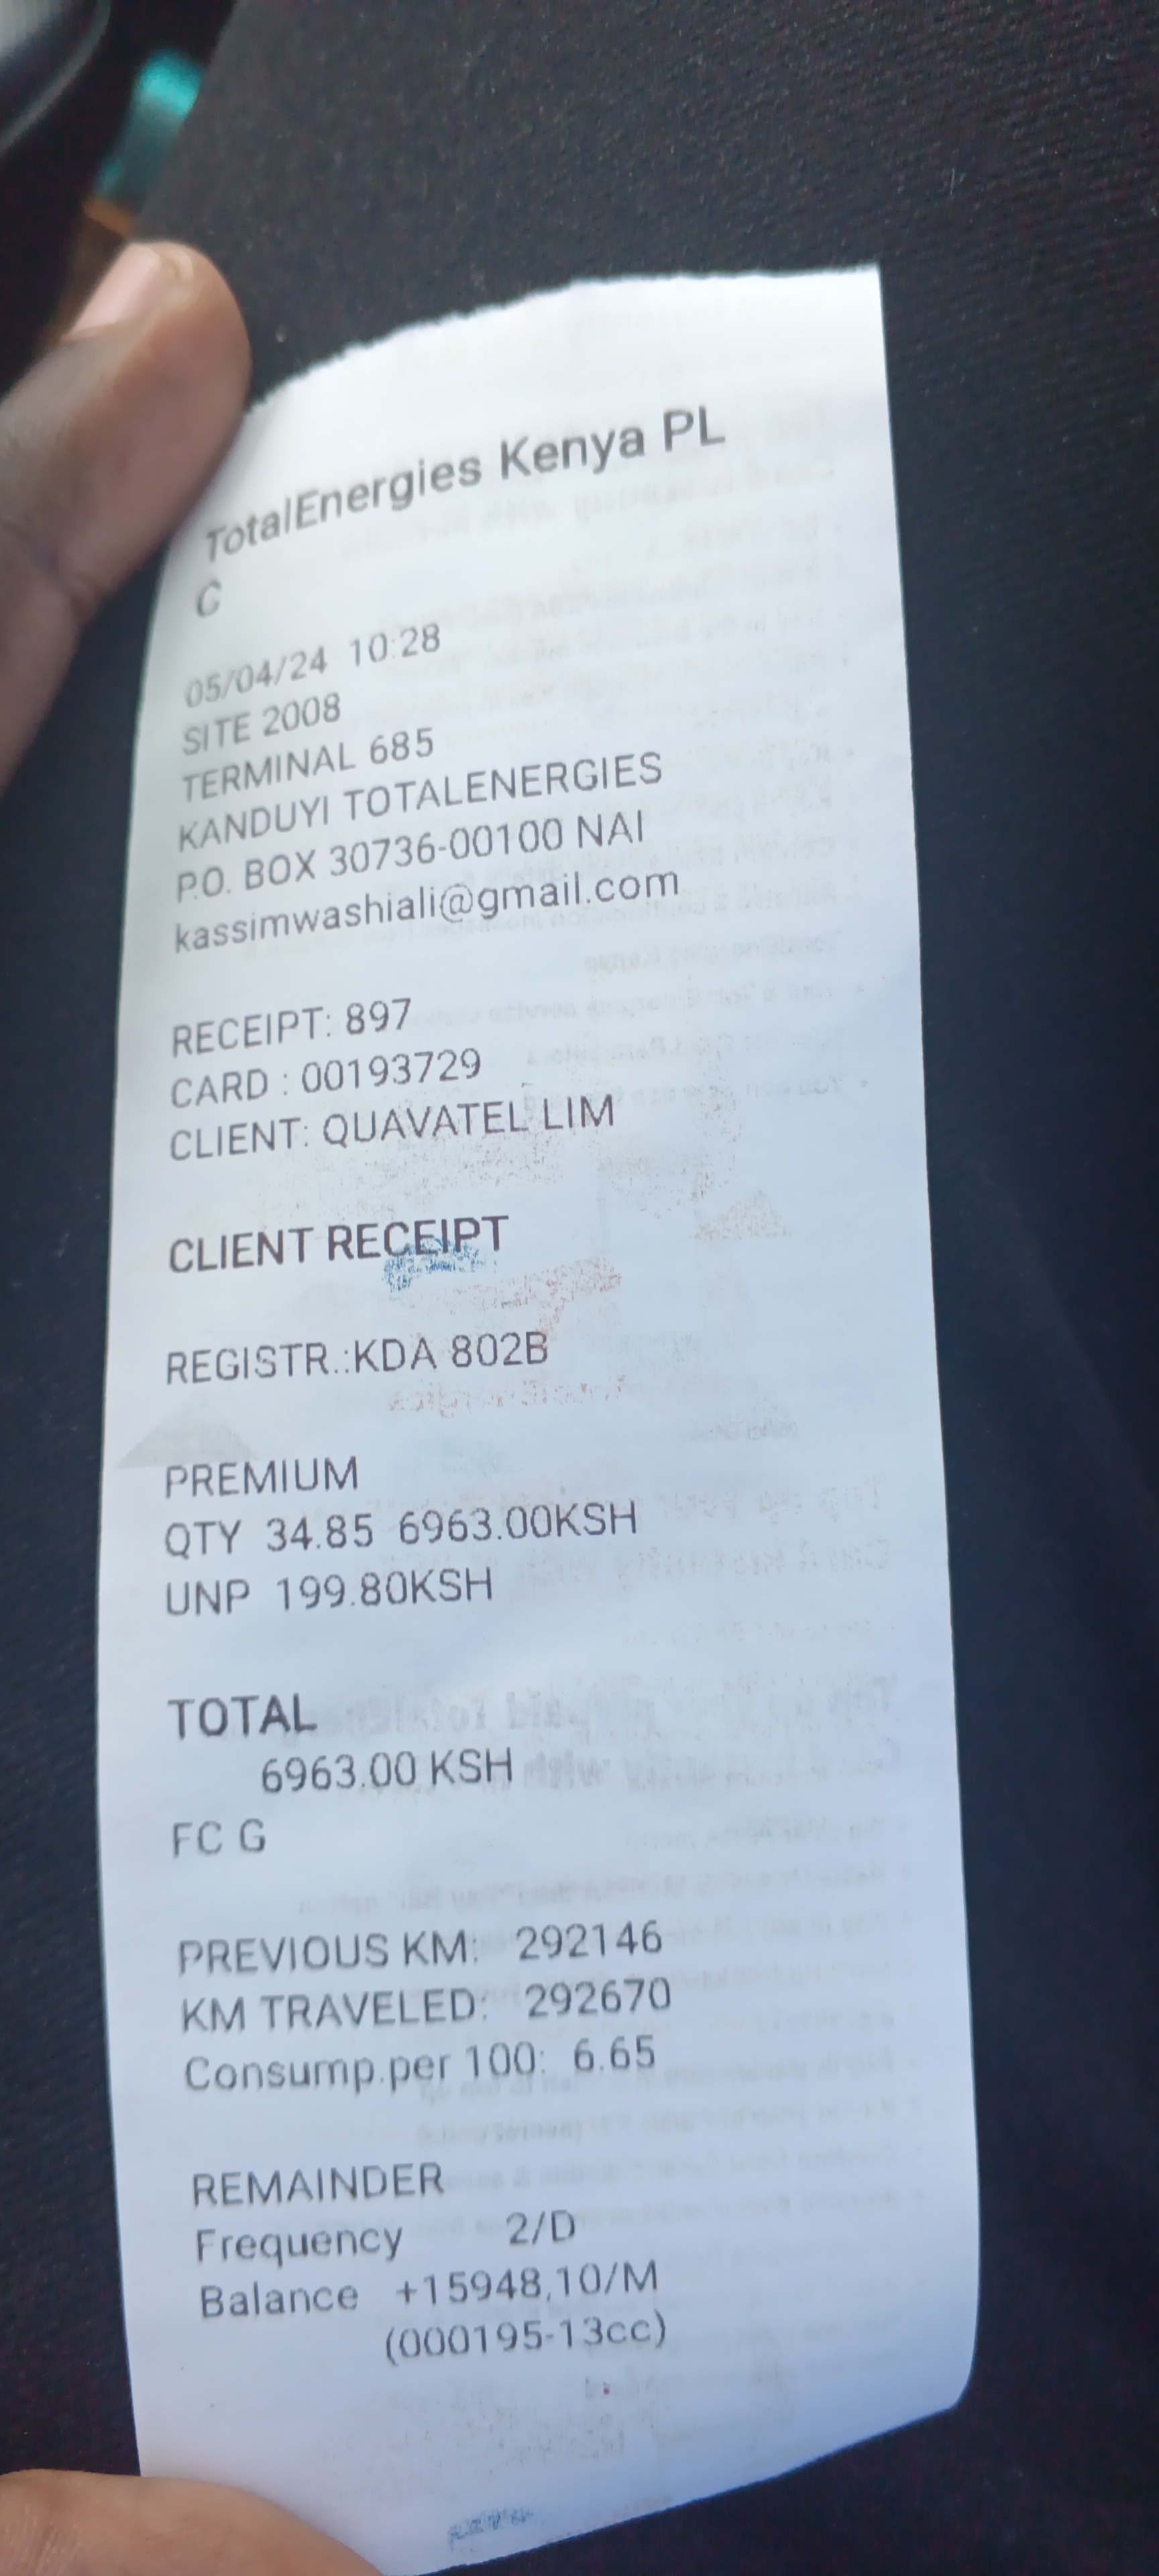 TotalEnergies Kenya PL
C
05/04/24 10:28
SITE 2008
TERMINAL 685
KANDUYI TOTALENERGIES
P.O. BOX 30736-00100 NAI
kassimwashiali@gmail.com
RECEIPT: 897
CARD : 00193729
CLIENT: QUAVATEL LIM
CLIENT RECEIPT
REGISTR.:KDA 802B
PREMIUM
QTY 34.85 6963.00KSH
UNP 199.80KSH
TOTAL
6963.00 KSH
FC G
PREVIOUS KM: 292146
KM TRAVELED: 292670
Consump.per 100: 6.65
REMAINDER
Frequency 2/D
Balance +15948,10/M
(000195-13cc)